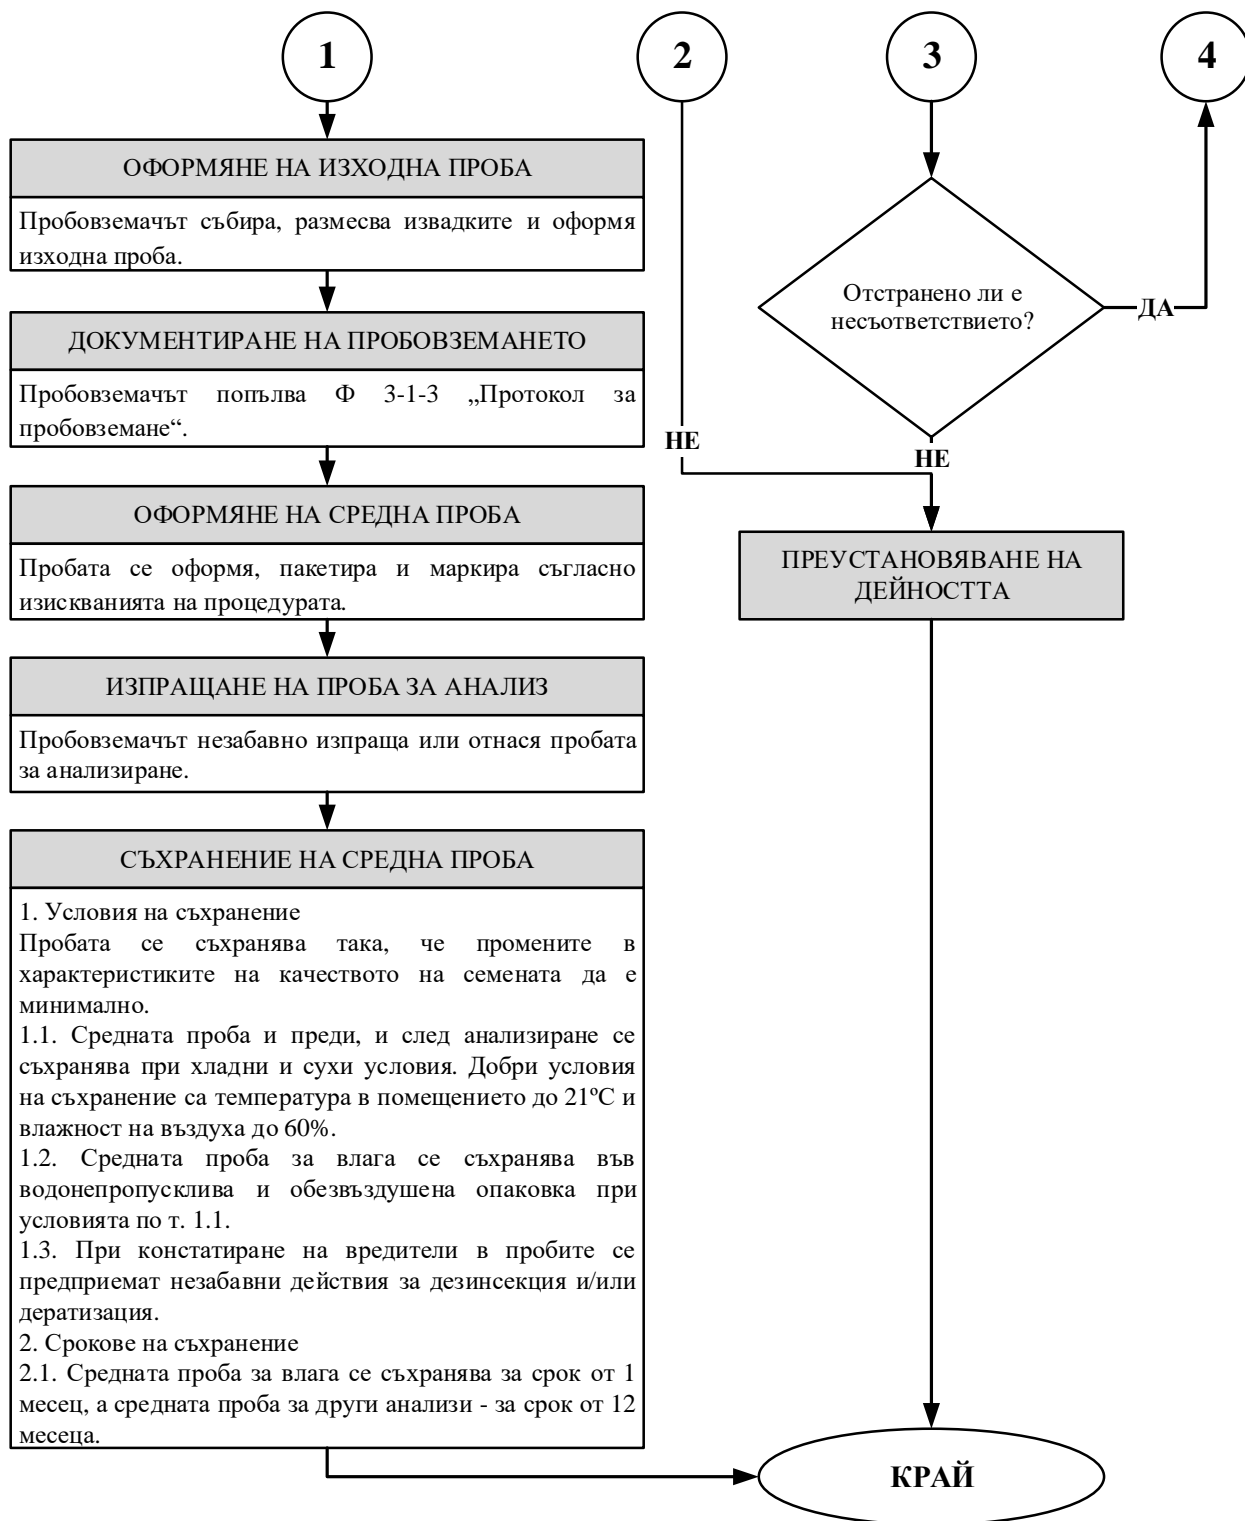 1
2
3
4
ОФОРМЯНЕ НА ИЗХОДНА ПРОБА
Пробовземачът събира, размесва извадките и оформя
изходна проба.
ДОКУМЕНТИРАНЕ НА ПРОБОВЗЕМАНЕТО
Пробовземачът попълва Ф 3-1-3 „Протокол за
пробовземане“.
ОФОРМЯНЕ НА СРЕДНА ПРОБА
Пробата се оформя, пакетира и маркира съгласно
изискванията на процедурата.
ИЗПРАЩАНЕ НА ПРОБА ЗА АНАЛИЗ
Пробовземачът незабавно изпраща или отнася пробата
за анализиране.
СЪХРАНЕНИЕ НА СРЕДНА ПРОБА
1. Условия на съхранение
Пробата се съхранява така, че промените в
характеристиките на качеството на семената да е
минимално.
1.1. Средната проба и преди, и след анализиране се
съхранява при хладни и сухи условия. Добри условия
на съхранение са температура в помещението до 21ºС и
влажност на въздуха до 60%.
1.2. Средната проба за влага се съхранява във
водонепропусклива и обезвъздушена опаковка при
условията по т. 1.1.
1.3. При констатиране на вредители в пробите се
предприемат незабавни действия за дезинсекция и/или
дератизация.
2. Срокове на съхранение
2.1. Средната проба за влага се съхранява за срок от 1
месец, а средната проба за други анализи - за срок от 12
месеца.
НЕ
Отстранено ли е
несъответствието?
ДА
НЕ
ПРЕУСТАНОВЯВАНЕ НА
ДЕЙНОСТТА
КРАЙ